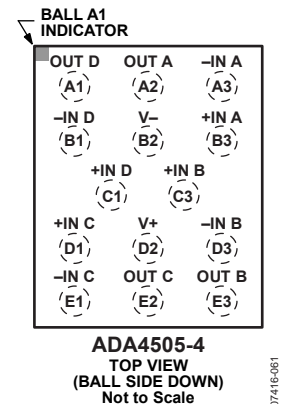 BALL A1
INDICATOR
OUT D OUT A –IN A
A1 A2 A3
–IN D V– +IN A
B1 B2 B3
+IN D +IN B
C1 C3
+IN C V+ –IN B
D1 D2 D3
–IN C OUT C OUT B
E1 E2 E3
ADA4505-4
TOP VIEW
(BALL SIDE DOWN)
Not to Scale
07416-061